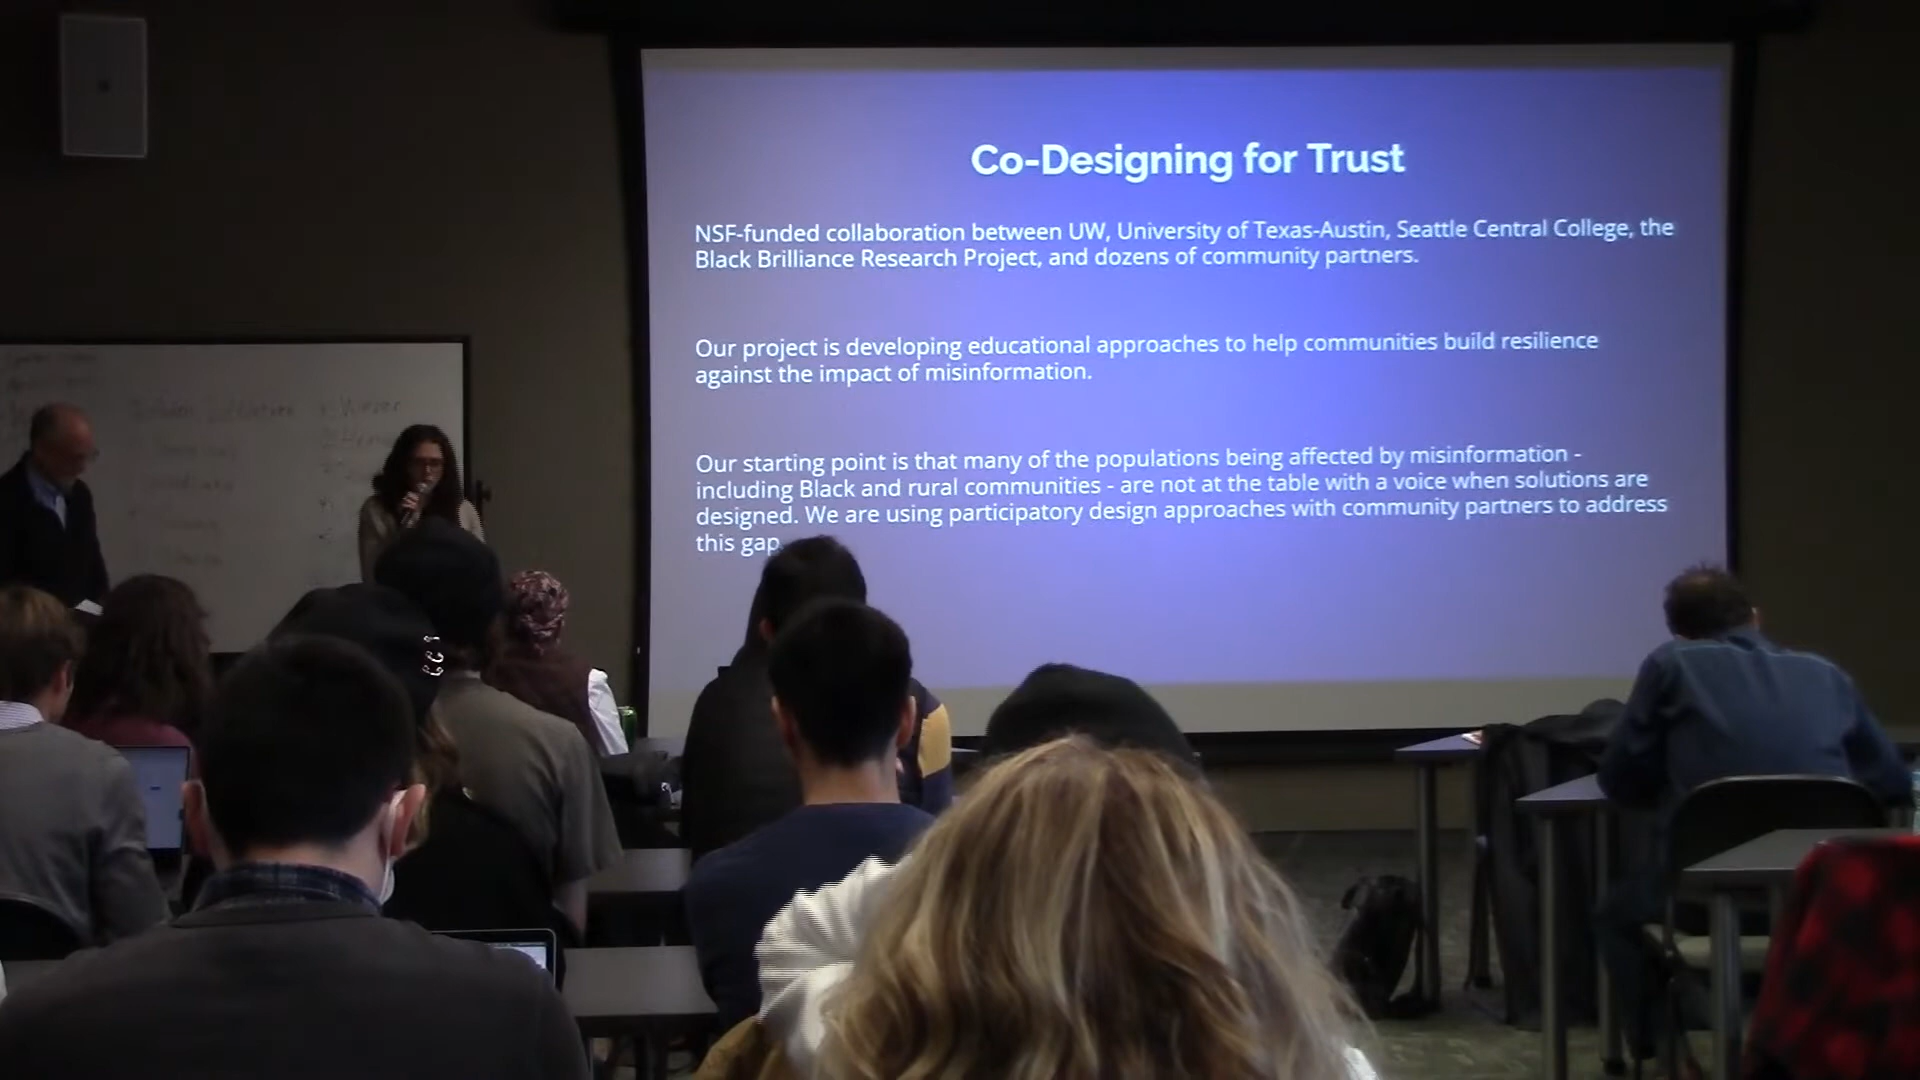 Co-Designing for Trust
NSF-funded collaboration between UW, University of Texas-Austin, Seattle Central College, the
Black Brilliance Research Project, and dozens of community partners.
Our project is developing educational approaches to help communities build resilience
against the impact of misinformation.
Our starting point is that many of the populations being affected by misinformation -
including Black and rural communities - are not at the table with a voice when solutions are
designed. We are using participatory design approaches with community partners to address
this gap.